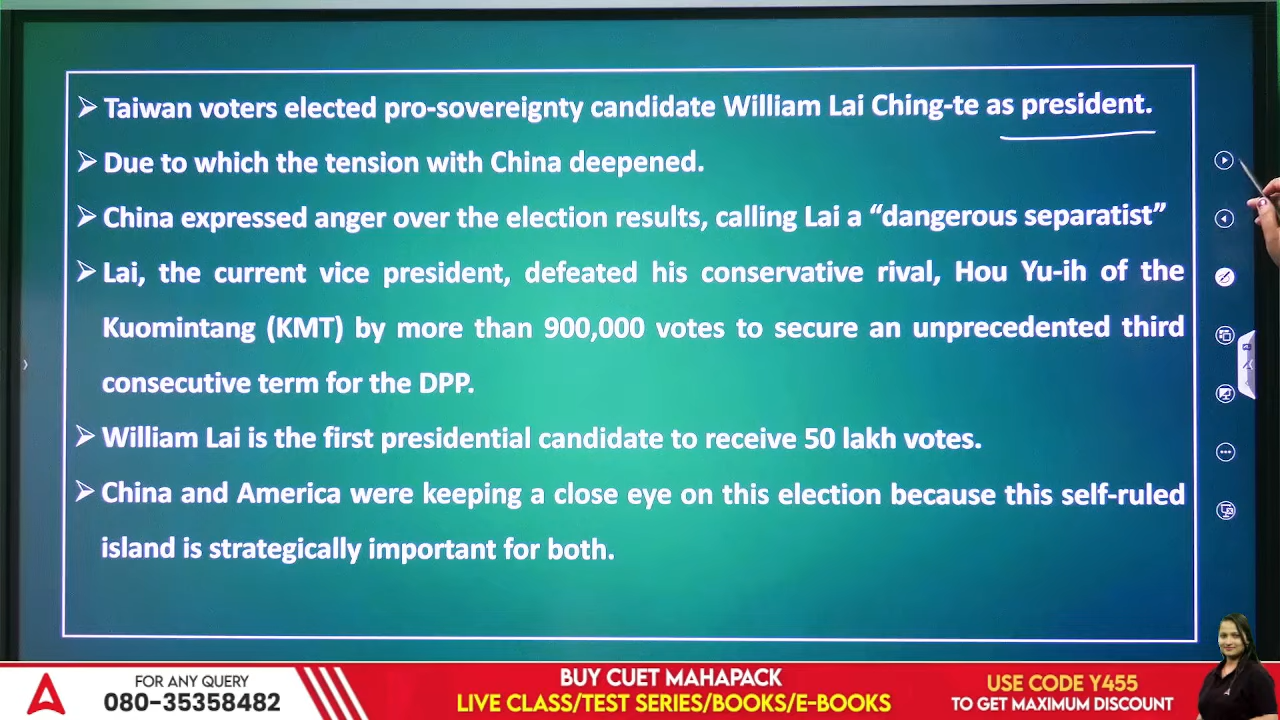 ➢ Taiwan voters elected pro-sovereignty candidate William Lai Ching-te as president.
➢ Due to which the tension with China deepened.
➢ China expressed anger over the election results, calling Lai a “dangerous separatist”
➢ Lai, the current vice president, defeated his conservative rival, Hou Yu-ih of the
Kuomintang (KMT) by more than 900,000 votes to secure an unprecedented third
consecutive term for the DPP.
➢ William Lai is the first presidential candidate to receive 50 lakh votes.
➢ China and America were keeping a close eye on this election because this self-ruled
island is strategically important for both.
FOR ANY QUERY
080-35358482
BUY CUET MAHAPACK
LIVE CLASS/TEST SERIES/BOOKS/E-BOOKS
USE CODE Y455
TO GET MAXIMUM DISCOUNT